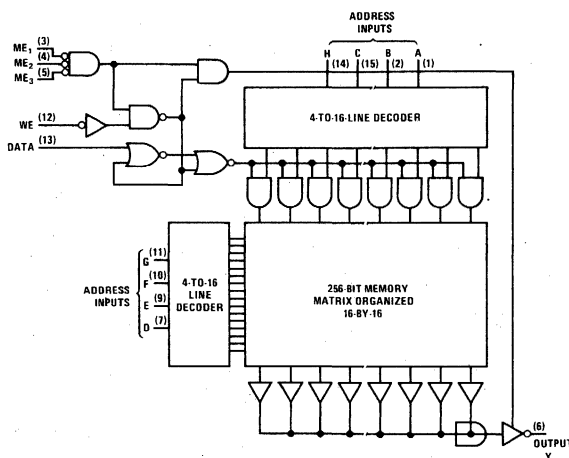 ADDRESS
INPUTS
H C B A
(14) (15) (2) (1)
ME1 (3)
ME2 (4)
ME3 (5)
WE (12)
DATA (13)
4-TO-16-LINE DECODER
ADDRESS
INPUTS
G (11)
F (10)
E (9)
D (7)
4-TO-16
LINE
DECODER
256-BIT MEMORY
MATRIX ORGANIZED
16-BY-16
(6)
OUTPUT
Y